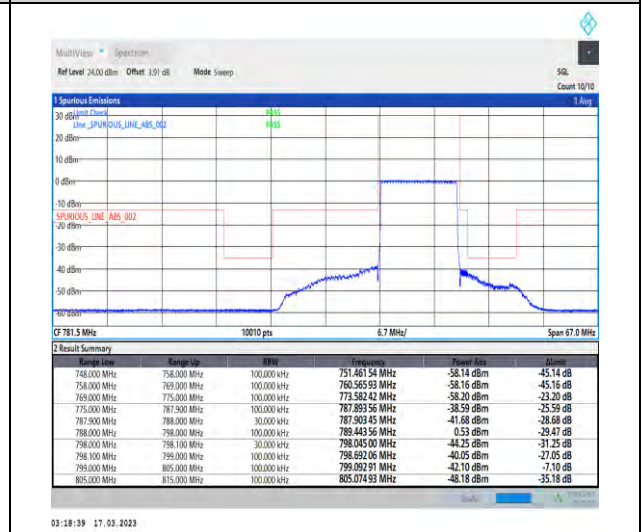 MultiView Spectrum
Ref Level 24.00 dBm Offset 3.91 dB Mode Sweep SGL
Count 10/10
1 Spurious Emissions 1 Avg
30 dBm Limit Check PASS
Line _SPURIOUS_LINE_ABS_002 PASS
20 dBm
10 dBm
0 dBm
-10 dBm
SPURIOUS_LINE_ABS_002
-20 dBm
-30 dBm
-40 dBm
-50 dBm
-60 dBm
CF 781.5 MHz 10010 pts 6.7 MHz/ Span 67.0 MHz
2 Result Summary
Range Low Range Up RBW Frequency Power Abs ΔLimit
748.000 MHz 758.000 MHz 100.000 kHz 751.461 54 MHz -58.14 dBm -45.14 dB
758.000 MHz 769.000 MHz 100.000 kHz 760.565 93 MHz -58.16 dBm -45.16 dB
769.000 MHz 775.000 MHz 100.000 kHz 773.582 42 MHz -58.20 dBm -23.20 dB
775.000 MHz 787.900 MHz 100.000 kHz 787.893 56 MHz -38.59 dBm -25.59 dB
787.900 MHz 788.000 MHz 30.000 kHz 787.903 45 MHz -41.68 dBm -28.68 dB
788.000 MHz 798.000 MHz 100.000 kHz 789.443 56 MHz 0.53 dBm -29.47 dB
798.000 MHz 798.100 MHz 30.000 kHz 798.045 00 MHz -44.25 dBm -31.25 dB
798.100 MHz 799.000 MHz 100.000 kHz 798.692 06 MHz -40.05 dBm -27.05 dB
799.000 MHz 805.000 MHz 100.000 kHz 799.092 91 MHz -42.10 dBm -7.10 dB
805.000 MHz 815.000 MHz 100.000 kHz 805.074 93 MHz -48.18 dBm -35.18 dB
03:18:39 17.03.2023